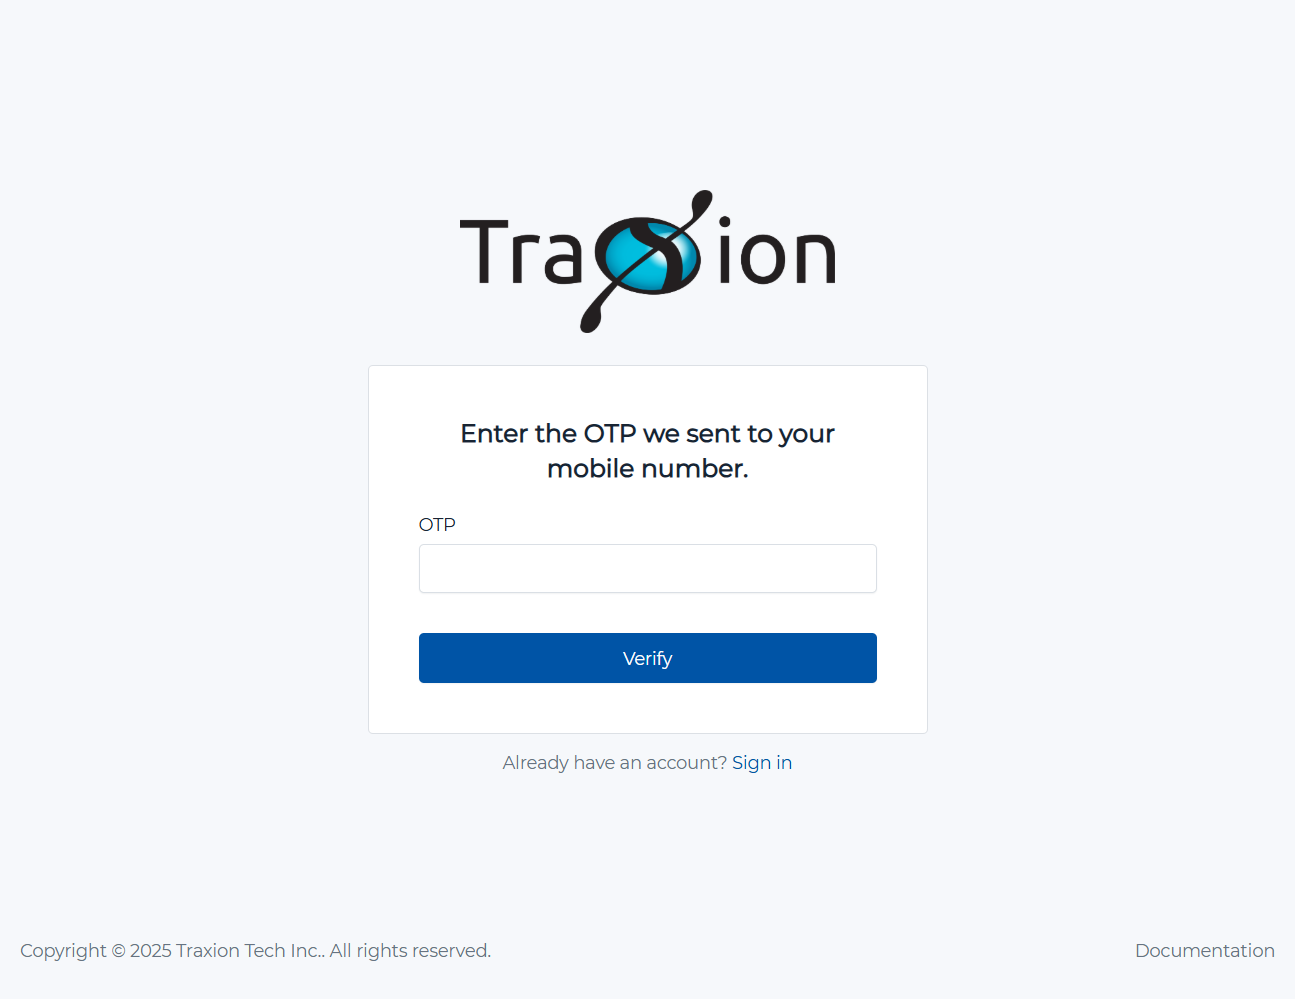 Traxion
Enter the OTP we sent to your
mobile number.
OTP
Verify
Already have an account? Sign in
Copyright © 2025 Traxion Tech Inc.. All rights reserved.
Documentation